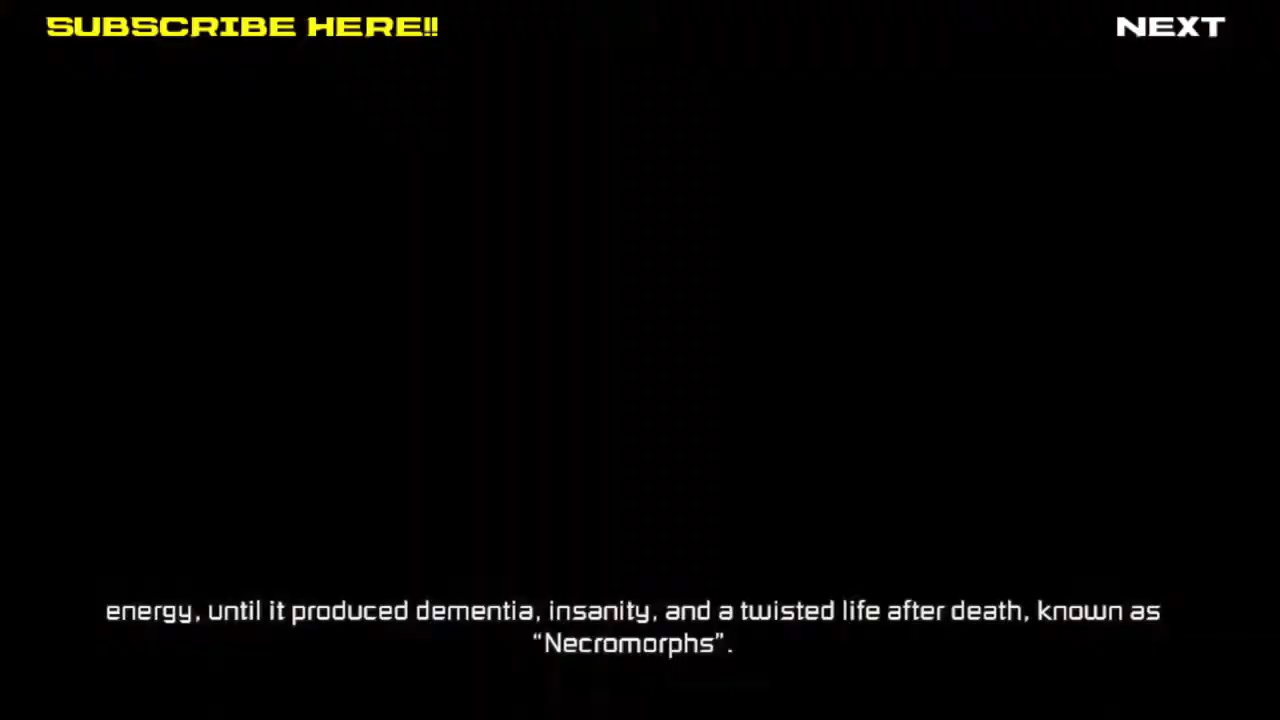 SUBSCRIBE HERE!!
NEXT
energy, until it produced dementia, insanity, and a twisted life after death, known as
“Necromorphs”.